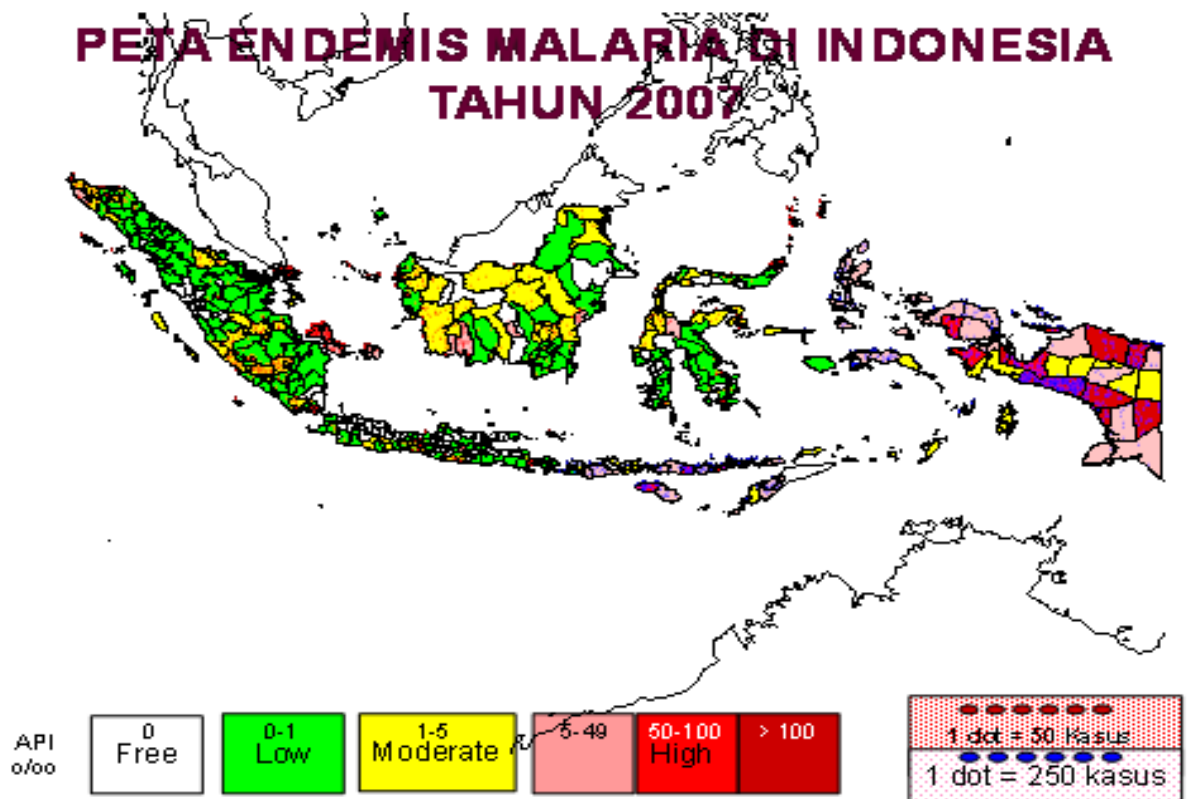 PETA ENDEMIS MALARIA DI INDONESIA
TAHUN 2007
API
o/oo
0
Free
0-1
Low
1-5
Moderate
5-49
50-100
High
> 100
1 dot = 50 Kasus
1 dot = 250 kasus